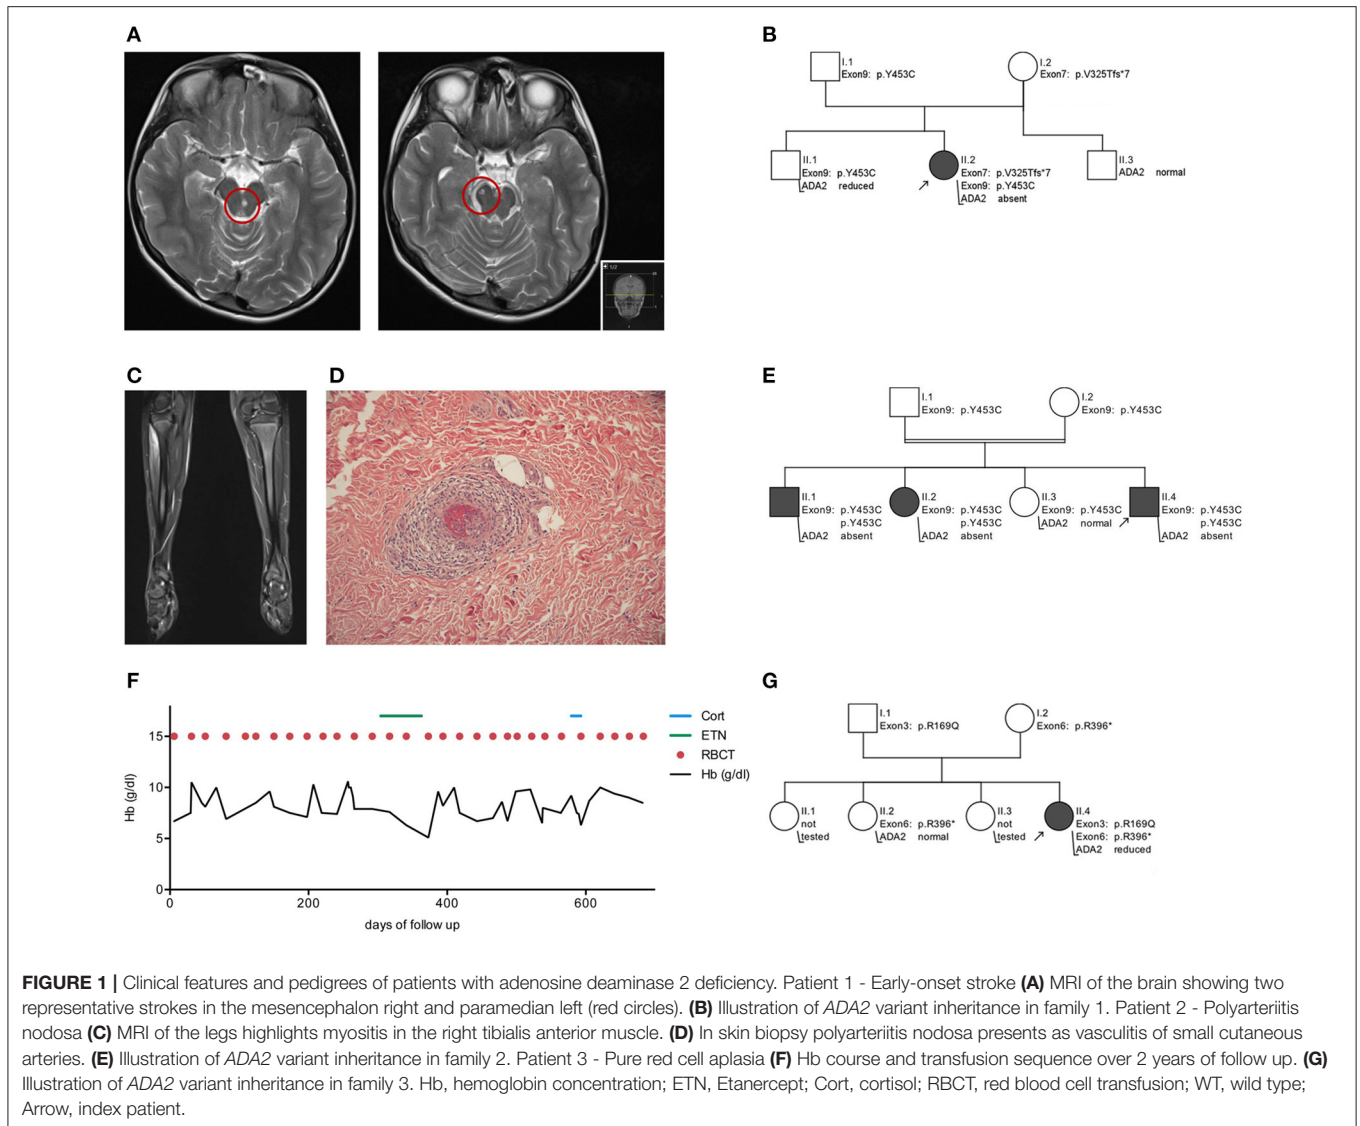 A
B
I.1
Exon9: p.Y453C
I.2
Exon7: p.V325Tfs*7
II.1
Exon9: p.Y453C
ADA2 reduced
II.2
Exon7: p.V325Tfs*7
Exon9: p.Y453C
ADA2 absent
II.3
ADA2 normal
1/2
C
D
E
I.1
Exon9: p.Y453C
I.2
Exon9: p.Y453C
II.1
Exon9: p.Y453C
p.Y453C
ADA2 absent
II.2
Exon9: p.Y453C
p.Y453C
ADA2 absent
II.3
Exon9: p.Y453C
ADA2 normal
II.4
Exon9: p.Y453C
p.Y453C
ADA2 absent
F
Cort
ETN
RBCT
Hb (g/dl)
15
10
5
0
Hb (g/dl)
0 200 400 600
days of follow up
G
I.1
Exon3: p.R169Q
I.2
Exon6: p.R396*
II.1
not
tested
II.2
Exon6: p.R396*
ADA2 normal
II.3
not
tested
II.4
Exon3: p.R169Q
Exon6: p.R396*
ADA2 reduced
FIGURE 1 | Clinical features and pedigrees of patients with adenosine deaminase 2 deficiency. Patient 1 - Early-onset stroke (A) MRI of the brain showing two
representative strokes in the mesencephalon right and paramedian left (red circles). (B) Illustration of ADA2 variant inheritance in family 1. Patient 2 - Polyarteriitis
nodosa (C) MRI of the legs highlights myositis in the right tibialis anterior muscle. (D) In skin biopsy polyarteriitis nodosa presents as vasculitis of small cutaneous
arteries. (E) Illustration of ADA2 variant inheritance in family 2. Patient 3 - Pure red cell aplasia (F) Hb course and transfusion sequence over 2 years of follow up. (G)
Illustration of ADA2 variant inheritance in family 3. Hb, hemoglobin concentration; ETN, Etanercept; Cort, cortisol; RBCT, red blood cell transfusion; WT, wild type;
Arrow, index patient.